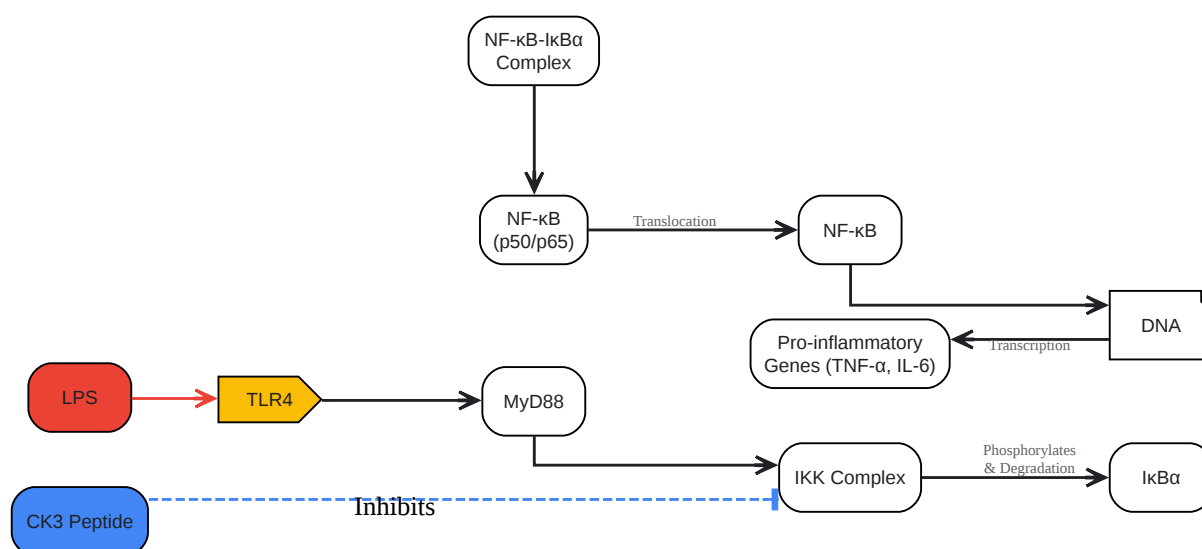 NF-κB-IκBα
Complex
NF-κB
(p50/p65)
Translocation
NF-κB
DNA
Pro-inflammatory
Genes (TNF-α, IL-6)
Transcription
LPS
TLR4
MyD88
IKK Complex
Phosphorylates
& Degradation
IκBα
CK3 Peptide
Inhibits